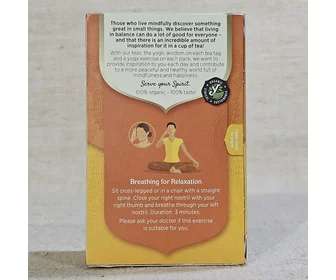 Those who live mindfully discover something
great in small things. We believe that living
in balance can do a lot of good for everyone -
and that there is an incredible amount of
inspiration for it in a cup of tea!
With our teas, the yogic wisdom on each tea tag
and a yoga exercise on each pack, we want to
provide inspiration to you each day and contribute
to a more peaceful and healthy world full of
mindfulness and happiness.
Serve your Spirit.
100% organic - 100% taste!
Breathing for Relaxation
Sit cross-legged or in a chair with a straight
spine. Close your right nostril with your
right thumb and breathe through your left
nostril. Duration: 3 minutes.
Please ask your doctor if this exercise
is suitable for you.